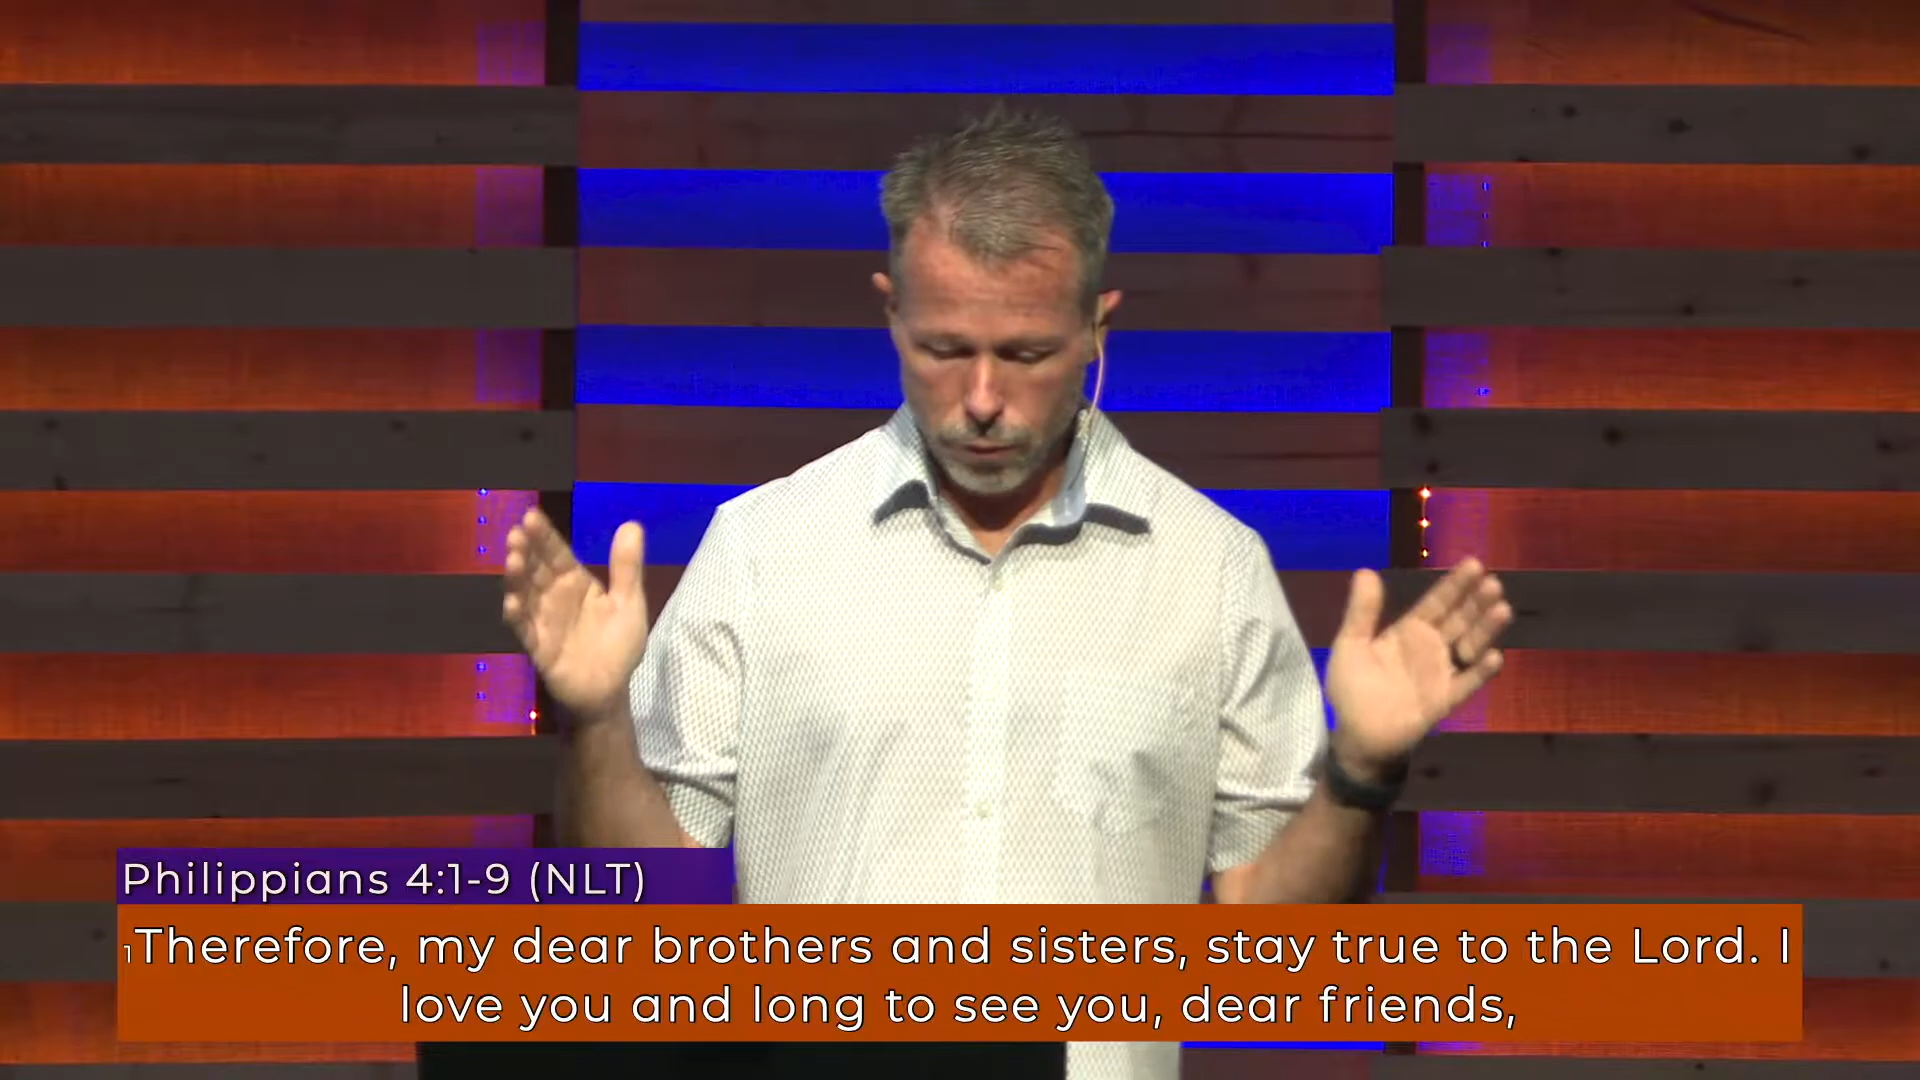 Philippians 4:1-9 (NLT)
1Therefore, my dear brothers and sisters, stay true to the Lord. I
love you and long to see you, dear friends,